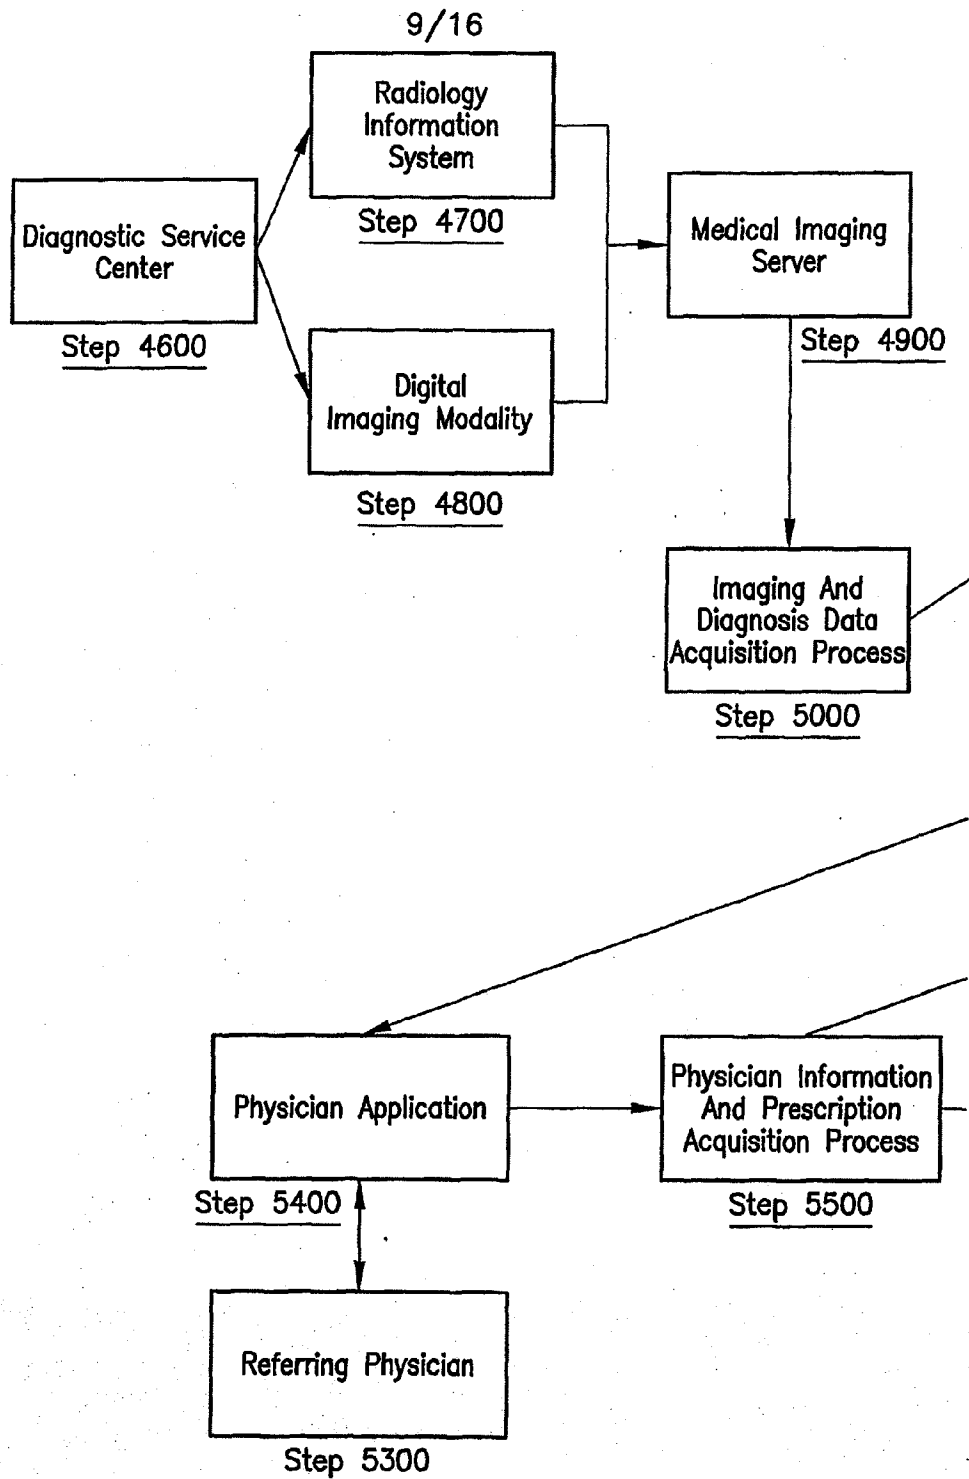 9/16
Radiology
Information
System
Step 4700
Diagnostic Service
Center
Step 4600
Medical Imaging
Server
Step 4900
Digital
Imaging Modality
Step 4800
Imaging And
Diagnosis Data
Acquisition Process
Step 5000
Physician Application
Step 5400
Physician Information
And Prescription
Acquisition Process
Step 5500
Referring Physician
Step 5300